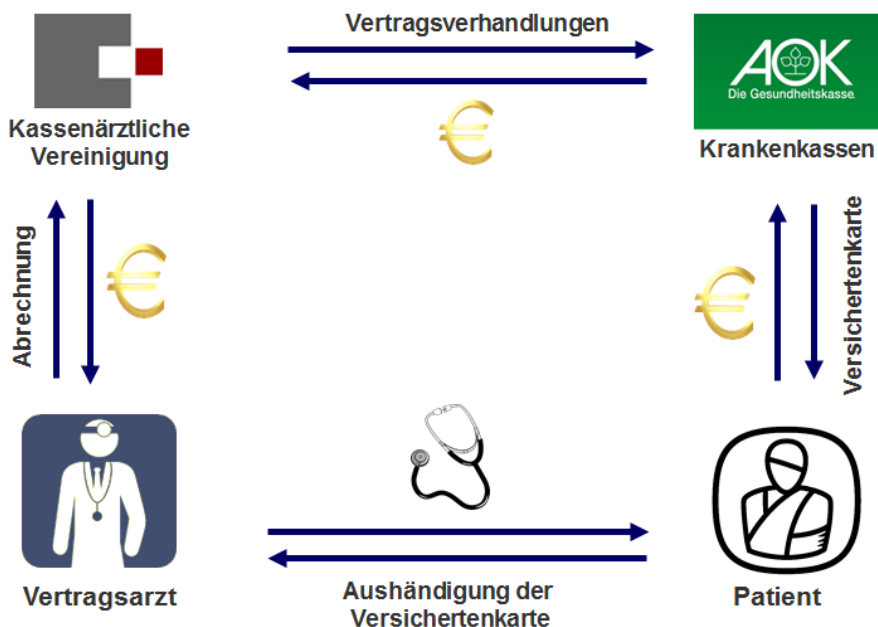 Vertragsverhandlungen
AOK
Die Gesundheitskasse.
Kassenärztliche
Vereinigung
Krankenkassen
Abrechnung
Versichertenkarte
Vertragsarzt
Aushändigung der
Versichertenkarte
Patient